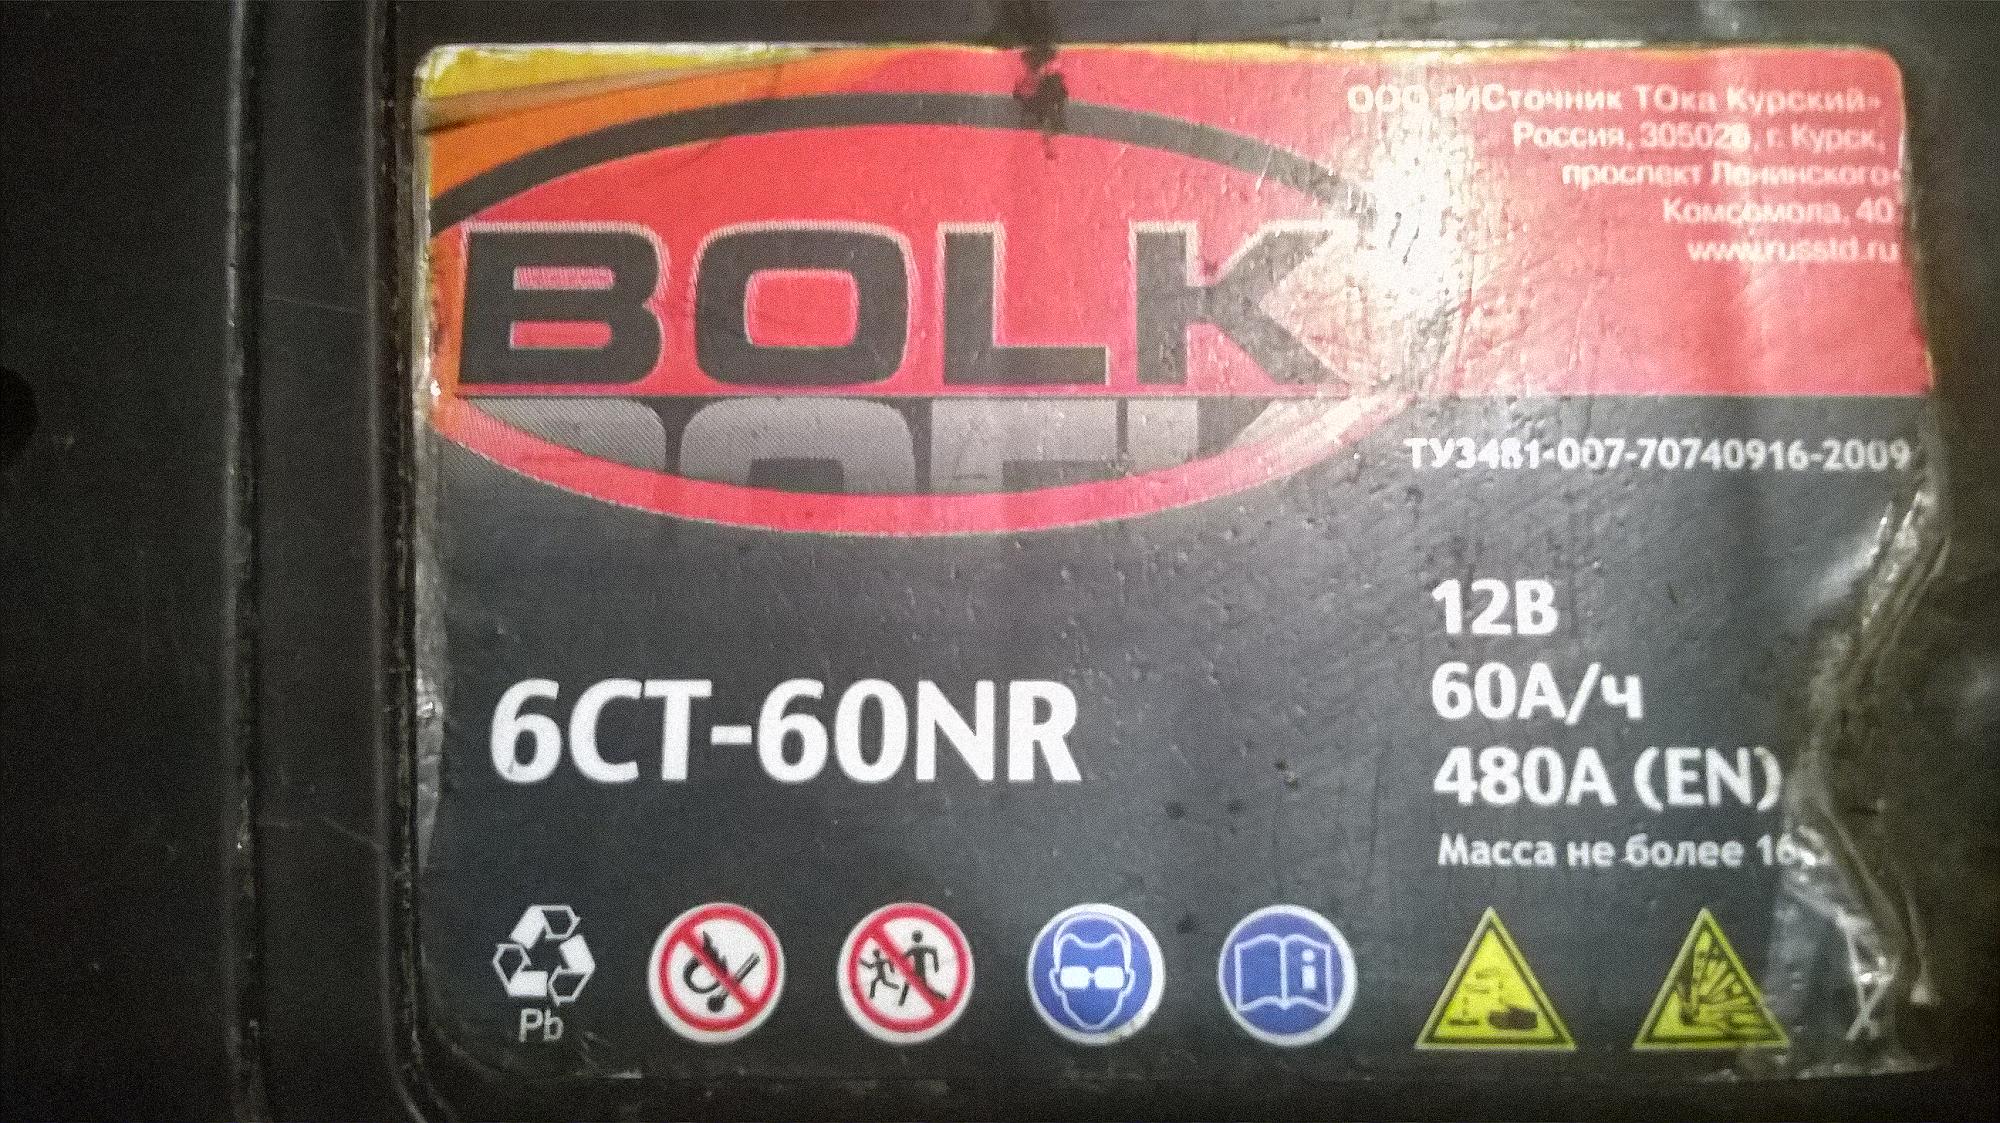 ООО «ИСточник ТОка Курский»
Россия, 305026, г. Курск,
проспект Ленинского
Комсомола, 40
www.russtd.ru
BOLK
ТУ3481-007-70740916-2009
12В
60А/ч
480А (EN)
6СТ-60NR
Масса не более
Pb